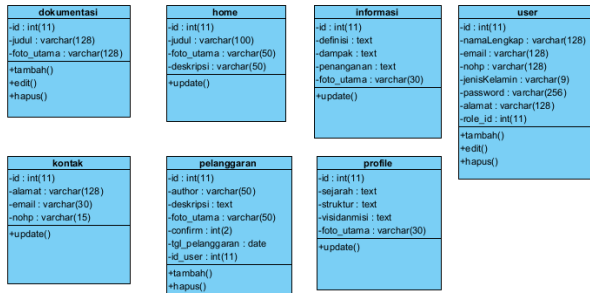 dokumentasi
-id : int(11)
-judul : varchar(128)
-foto_utama : varchar(128)
+tambah()
+edit()
+hapus()
home
-id : int(11)
-judul : varchar(100)
-foto_utama : varchar(50)
-deskripsi : varchar(50)
+update()
informasi
-id : int(11)
-definisi : text
-dampak : text
-penanganan : text
-foto_utama : varchar(30)
+update()
user
-id : int(11)
-namaLengkap : varchar(128)
-email : varchar(128)
-nohp : varchar(128)
-jenisKelamin : varchar(9)
-password : varchar(256)
-alamat : varchar(128)
-role_id : int(11)
+tambah()
+edit()
+hapus()
kontak
-id : int(11)
-alamat : varchar(128)
-email : varchar(30)
-nohp : varchar(15)
+update()
pelanggaran
-id : int(11)
-author : varchar(50)
-deskripsi : text
-foto_utama : varchar(50)
-confirm : int(2)
-tgl_pelanggaran : date
-id_user : int(11)
+tambah()
+hapus()
profile
-id : int(11)
-sejarah : text
-struktur : text
-visidanmisi : text
-foto_utama : varchar(30)
+update()